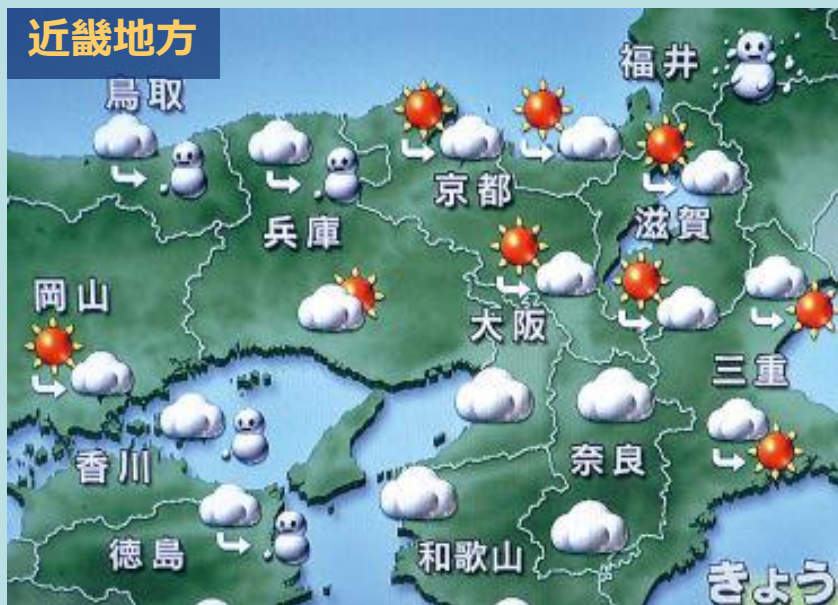 近畿地方
福井
鳥取
京都
兵庫
滋賀
岡山
大阪
三重
香川
奈良
徳島
和歌山
きょう